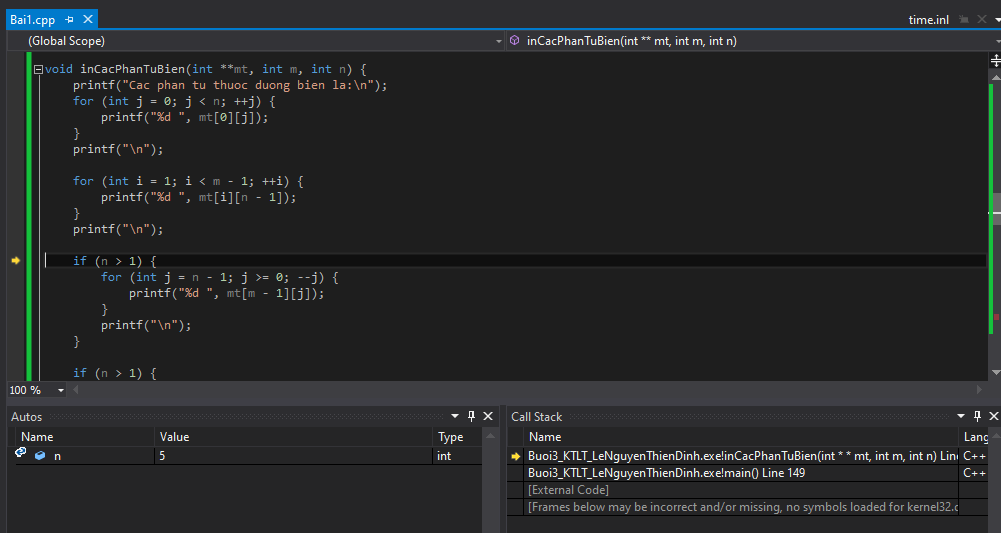 Bai1.cpp time.inl
(Global Scope) inCacPhanTuBien(int ** mt, int m, int n)
void inCacPhanTuBien(int **mt, int m, int n) {
    printf("Cac phan tu thuoc duong bien la:\n");
    for (int j = 0; j < n; ++j) {
        printf("%d ", mt[0][j]);
    }
    printf("\n");
    for (int i = 1; i < m - 1; ++i) {
        printf("%d ", mt[i][n - 1]);
    }
    printf("\n");
    if (n > 1) {
        for (int j = n - 1; j >= 0; --j) {
            printf("%d ", mt[m - 1][j]);
        }
        printf("\n");
    }
    if (n > 1) {
100 %
Autos
Name Value Type
n 5 int
Call Stack
Name Lang
Buoi3_KTLT_LeNguyenThienDinh.exe!inCacPhanTuBien(int * * mt, int m, int n) Line C++
Buoi3_KTLT_LeNguyenThienDinh.exe!main() Line 149 C++
[External Code]
[Frames below may be incorrect and/or missing, no symbols loaded for kernel32.d